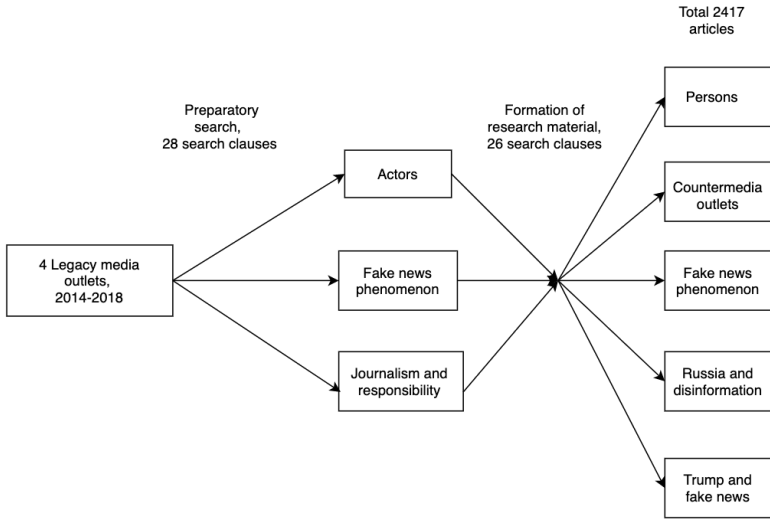 Total 2417
articles
Persons
Preparatory
search,
28 search clauses
Formation of
research material,
26 search clauses
Actors
Countermedia
outlets
4 Legacy media
outlets,
2014-2018
Fake news
phenomenon
Fake news
phenomenon
Journalism and
responsibility
Russia and
disinformation
Trump and
fake news